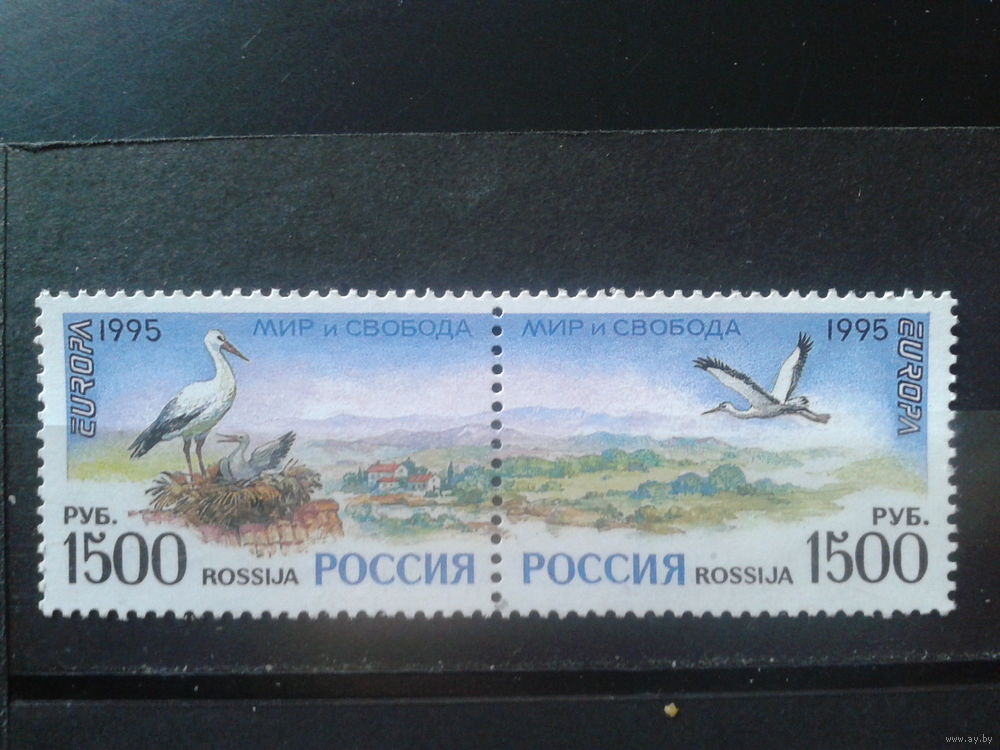 EUROPA
1995
МИР и СВОБОДА
РУБ.
1500
ROSSIJA
РОССИЯ
МИР и СВОБОДА
1995
EUROPA
РУБ.
РОССИЯ
ROSSIJA
1500
www.ay.by